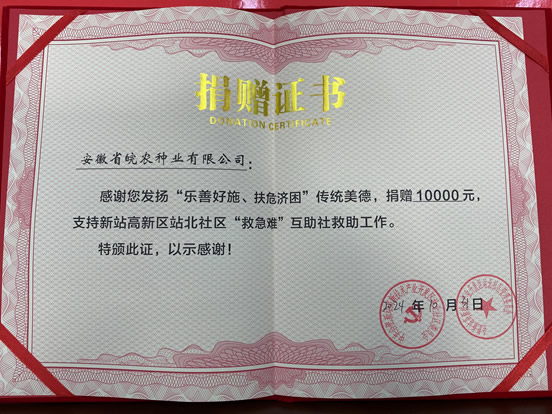 捐赠证书
DONATION CERTIFICATE
安徽省皖农种业有限公司:
感谢您发扬“乐善好施、扶危济困”传统美德,捐赠10000元,
支持新站高新区站北社区“救急难”互助社救助工作。
特颁此证,以示感谢!
年 月 日